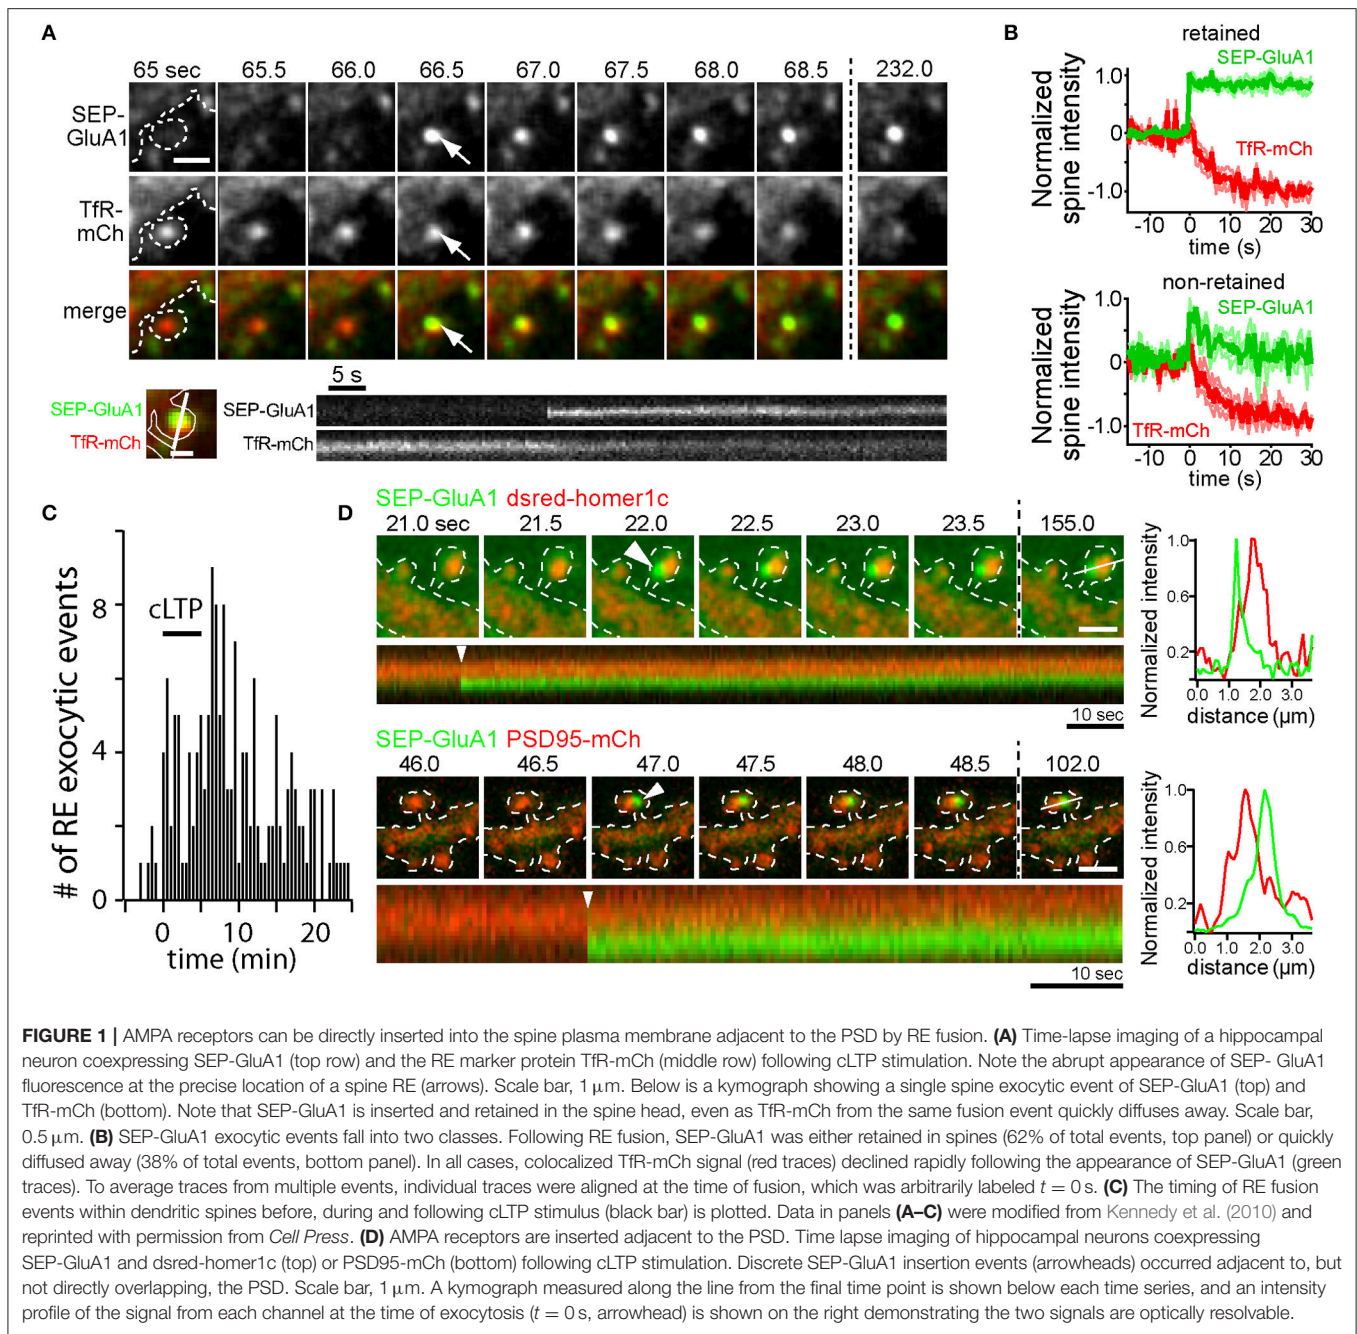 A
65 sec 65.5 66.0 66.5 67.0 67.5 68.0 68.5 232.0
SEP-
GluA1
TfR-
mCh
merge
5 s
SEP-GluA1
TfR-mCh
SEP-GluA1
TfR-mCh
B
retained
SEP-GluA1
TfR-mCh
Normalized
spine intensity
1.0
0
-1.0
-10 0 10 20 30
time (s)
non-retained
SEP-GluA1
TfR-mCh
Normalized
spine intensity
1.0
0
-1.0
-10 0 10 20 30
time (s)
C
# of RE exocytic events
cLTP
8
4
0
0 10 20
time (min)
D
SEP-GluA1 dsred-homer1c
21.0 sec 21.5 22.0 22.5 23.0 23.5 155.0
10 sec
Normalized intensity
1.0
0.6
0.2
0.0 1.0 2.0 3.0
distance (µm)
SEP-GluA1 PSD95-mCh
46.0 46.5 47.0 47.5 48.0 48.5 102.0
10 sec
Normalized intensity
1.0
0.6
0.2
0.0 1.0 2.0 3.0
distance (µm)
FIGURE 1 | AMPA receptors can be directly inserted into the spine plasma membrane adjacent to the PSD by RE fusion. (A) Time-lapse imaging of a hippocampal
neuron coexpressing SEP-GluA1 (top row) and the RE marker protein TfR-mCh (middle row) following cLTP stimulation. Note the abrupt appearance of SEP- GluA1
fluorescence at the precise location of a spine RE (arrows). Scale bar, 1 µm. Below is a kymograph showing a single spine exocytic event of SEP-GluA1 (top) and
TfR-mCh (bottom). Note that SEP-GluA1 is inserted and retained in the spine head, even as TfR-mCh from the same fusion event quickly diffuses away. Scale bar,
0.5 µm. (B) SEP-GluA1 exocytic events fall into two classes. Following RE fusion, SEP-GluA1 was either retained in spines (62% of total events, top panel) or quickly
diffused away (38% of total events, bottom panel). In all cases, colocalized TfR-mCh signal (red traces) declined rapidly following the appearance of SEP-GluA1 (green
traces). To average traces from multiple events, individual traces were aligned at the time of fusion, which was arbitrarily labeled t = 0 s. (C) The timing of RE fusion
events within dendritic spines before, during and following cLTP stimulus (black bar) is plotted. Data in panels (A–C) were modified from Kennedy et al. (2010) and
reprinted with permission from Cell Press. (D) AMPA receptors are inserted adjacent to the PSD. Time lapse imaging of hippocampal neurons coexpressing
SEP-GluA1 and dsred-homer1c (top) or PSD95-mCh (bottom) following cLTP stimulation. Discrete SEP-GluA1 insertion events (arrowheads) occurred adjacent to, but
not directly overlapping, the PSD. Scale bar, 1 µm. A kymograph measured along the line from the final time point is shown below each time series, and an intensity
profile of the signal from each channel at the time of exocytosis (t = 0 s, arrowhead) is shown on the right demonstrating the two signals are optically resolvable.